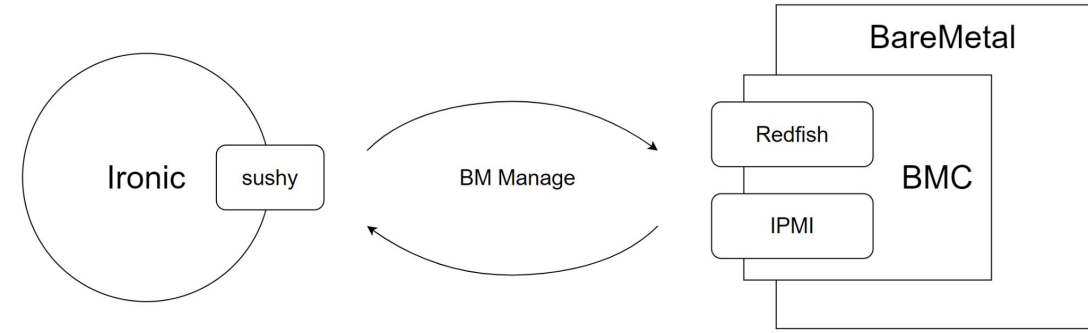 Ironic
sushy
BM Manage
BareMetal
Redfish
BMC
IPMI